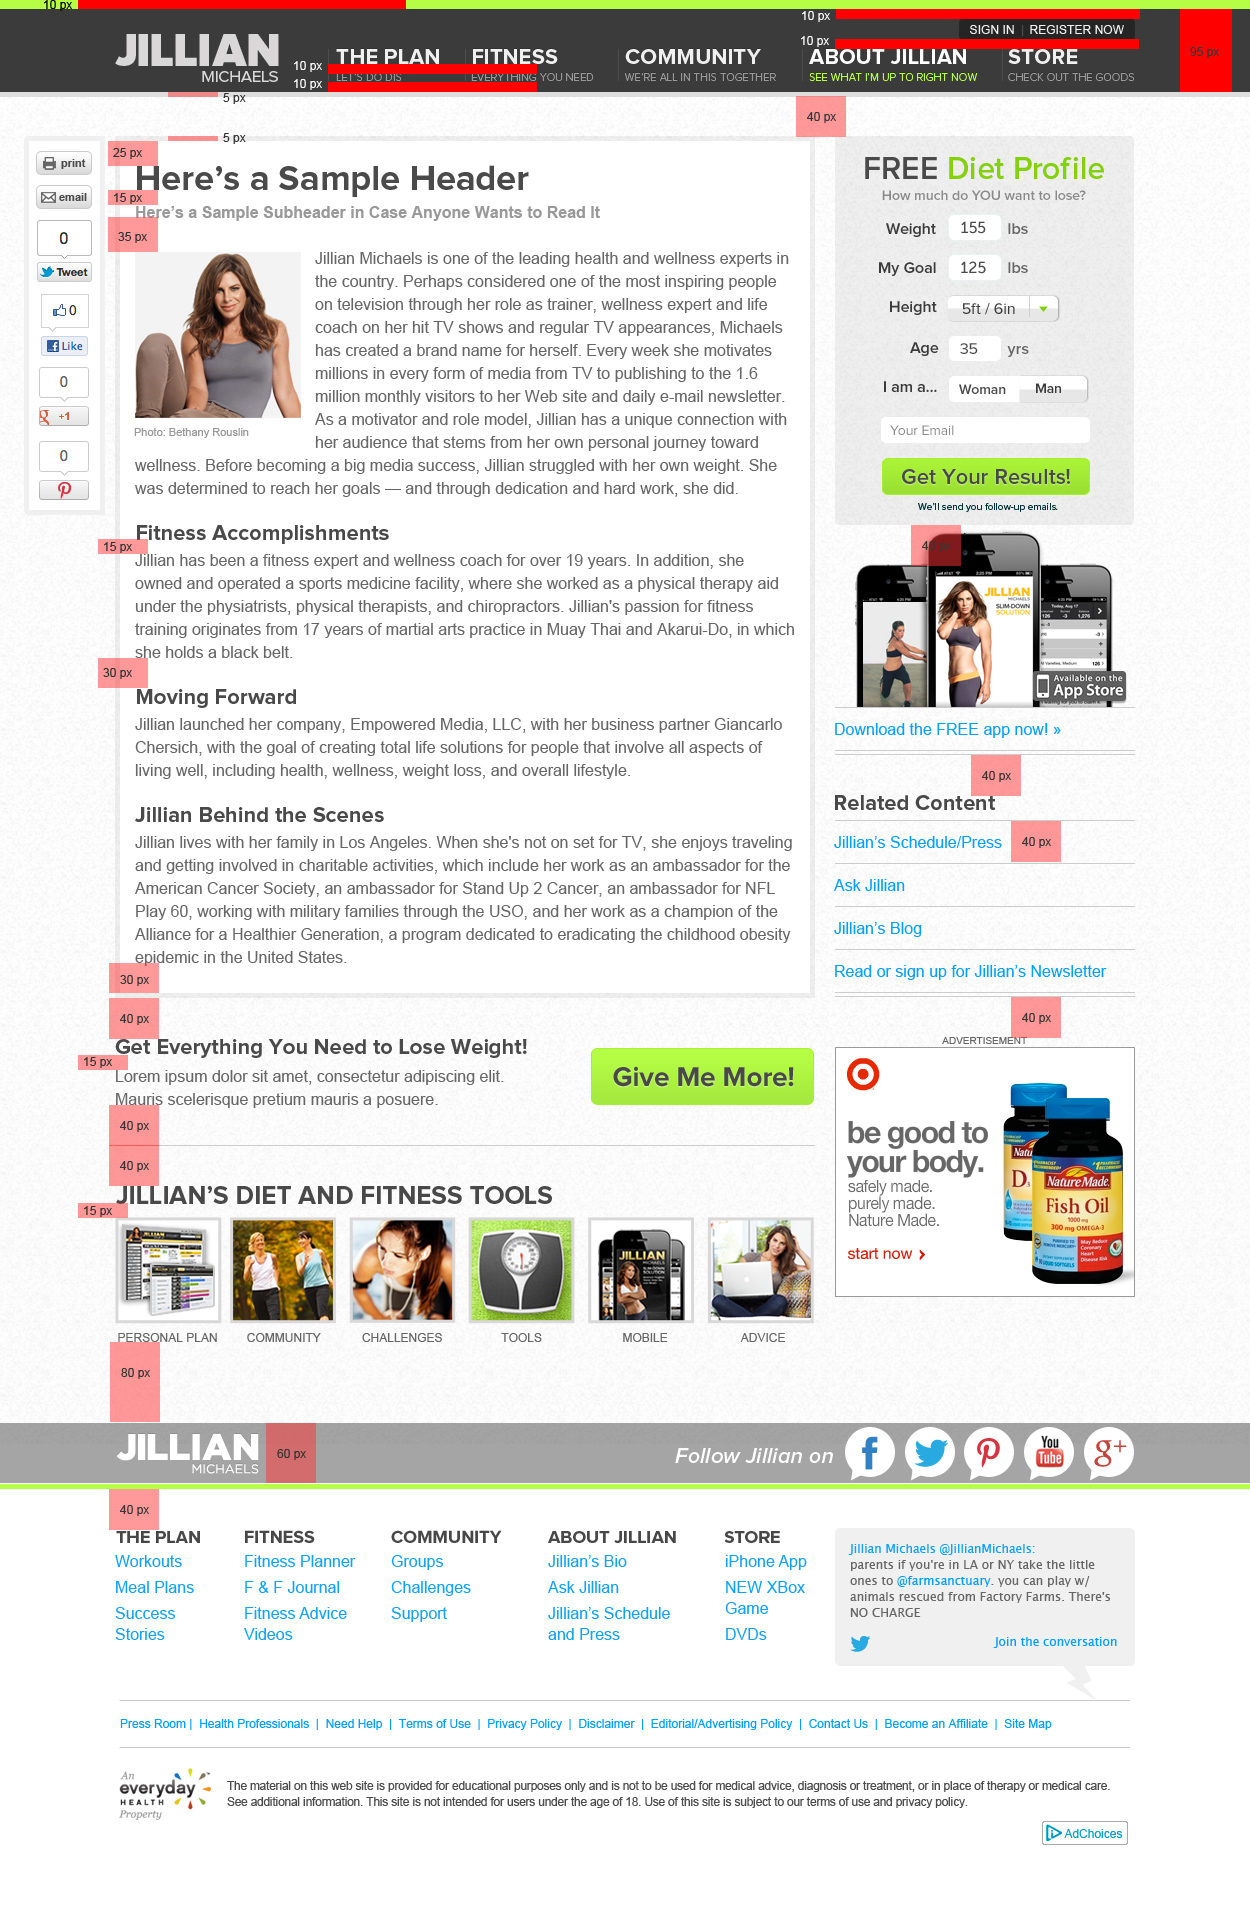 10 px
10 px
SIGN IN | REGISTER NOW
10 px
JILLIAN
MICHAELS
THE PLAN
LET'S DO DIS
FITNESS
EVERYTHING YOU NEED
COMMUNITY
WE'RE ALL IN THIS TOGETHER
ABOUT JILLIAN
SEE WHAT I'M UP TO RIGHT NOW
STORE
CHECK OUT THE GOODS
10 px
10 px
95 px
5 px
40 px
5 px
print
email
0
Tweet
0
Like
0
+1
0
25 px
Here's a Sample Header
15 px
Here's a Sample Subheader in Case Anyone Wants to Read It
35 px
Jillian Michaels is one of the leading health and wellness experts in
the country. Perhaps considered one of the most inspiring people
on television through her role as trainer, wellness expert and life
coach on her hit TV shows and regular TV appearances, Michaels
has created a brand name for herself. Every week she motivates
millions in every form of media from TV to publishing to the 1.6
million monthly visitors to her Web site and daily e-mail newsletter.
As a motivator and role model, Jillian has a unique connection with
her audience that stems from her own personal journey toward
wellness. Before becoming a big media success, Jillian struggled with her own weight. She
was determined to reach her goals — and through dedication and hard work, she did.
Photo: Bethany Rouslin
Fitness Accomplishments
15 px
Jillian has been a fitness expert and wellness coach for over 19 years. In addition, she
owned and operated a sports medicine facility, where she worked as a physical therapy aid
under the physiatrists, physical therapists, and chiropractors. Jillian's passion for fitness
training originates from 17 years of martial arts practice in Muay Thai and Akarui-Do, in which
she holds a black belt.
30 px
Moving Forward
Jillian launched her company, Empowered Media, LLC, with her business partner Giancarlo
Chersich, with the goal of creating total life solutions for people that involve all aspects of
living well, including health, wellness, weight loss, and overall lifestyle.
Jillian Behind the Scenes
Jillian lives with her family in Los Angeles. When she's not on set for TV, she enjoys traveling
and getting involved in charitable activities, which include her work as an ambassador for the
American Cancer Society, an ambassador for Stand Up 2 Cancer, an ambassador for NFL
Play 60, working with military families through the USO, and her work as a champion of the
Alliance for a Healthier Generation, a program dedicated to eradicating the childhood obesity
epidemic in the United States.
30 px
40 px
Get Everything You Need to Lose Weight!
15 px
Lorem ipsum dolor sit amet, consectetur adipiscing elit.
Mauris scelerisque pretium mauris a posuere.
Give Me More!
40 px
40 px
JILLIAN'S DIET AND FITNESS TOOLS
15 px
JILLIAN
MICHAELS
PERSONAL PLAN
COMMUNITY
CHALLENGES
TOOLS
MOBILE
ADVICE
80 px
FREE Diet Profile
How much do YOU want to lose?
Weight 155 lbs
My Goal 125 lbs
Height 5ft / 6in
Age 35 yrs
I am a... Woman Man
Your Email
Get Your Results!
We'll send you follow-up emails.
40 px
JILLIAN
MICHAELS
SLIM-DOWN
SOLUTION
Today, Aug 17
Available on the
App Store
Download the FREE app now! »
40 px
Related Content
Jillian's Schedule/Press
40 px
Ask Jillian
Jillian's Blog
Read or sign up for Jillian's Newsletter
40 px
ADVERTISEMENT
be good to
your body.
safely made.
purely made.
Nature Made.
start now
Nature Made
Fish Oil
1000 mg
300 mg OMEGA-3
May Reduce
Coronary
Heart
Disease Risk
JILLIAN
MICHAELS
60 px
Follow Jillian on
You
Tube
g+
40 px
THE PLAN
Workouts
Meal Plans
Success
Stories
FITNESS
Fitness Planner
F & F Journal
Fitness Advice
Videos
COMMUNITY
Groups
Challenges
Support
ABOUT JILLIAN
Jillian's Bio
Ask Jillian
Jillian's Schedule
and Press
STORE
iPhone App
NEW XBox
Game
DVDs
Jillian Michaels @JillianMichaels:
parents if you're in LA or NY take the little
ones to @farmsanctuary. you can play w/
animals rescued from Factory Farms. There's
NO CHARGE
Join the conversation
Press Room | Health Professionals | Need Help | Terms of Use | Privacy Policy | Disclaimer | Editorial/Advertising Policy | Contact Us | Become an Affiliate | Site Map
An
everyday
HEALTH
Property
The material on this web site is provided for educational purposes only and is not to be used for medical advice, diagnosis or treatment, or in place of therapy or medical care.
See additional information. This site is not intended for users under the age of 18. Use of this site is subject to our terms of use and privacy policy.
AdChoices